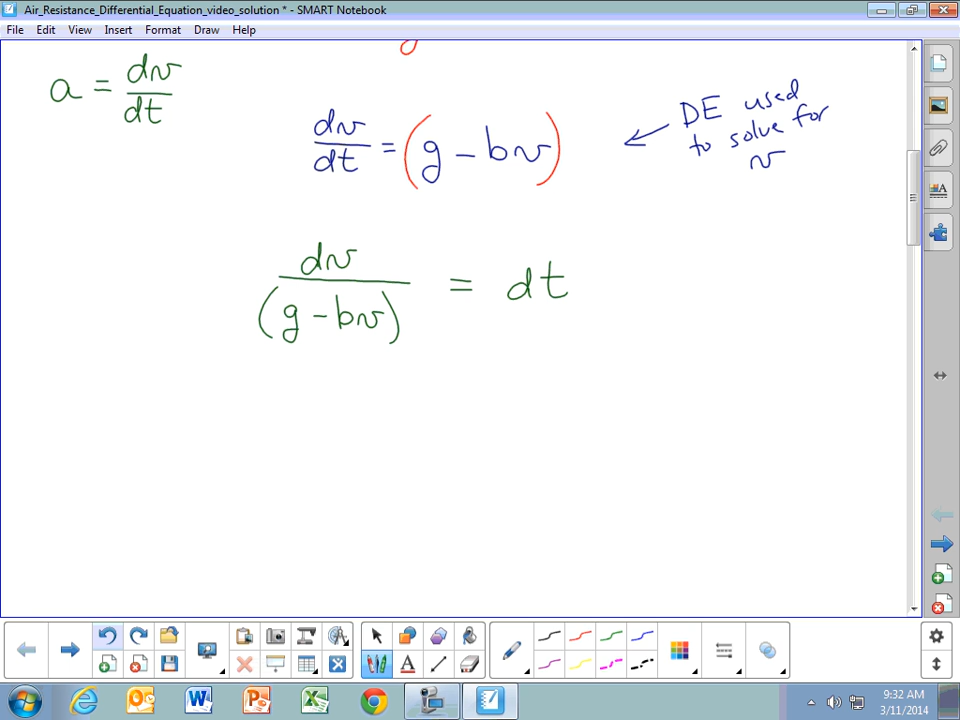 Air_Resistance_Differential_Equation_video_solution * - SMART Notebook
File Edit View Insert Format Draw Help
a = dv/dt
dv/dt = (g - bv)
DE used
to solve for
v
dv/(g - bv) = dt
A
9:32 AM
3/11/2014